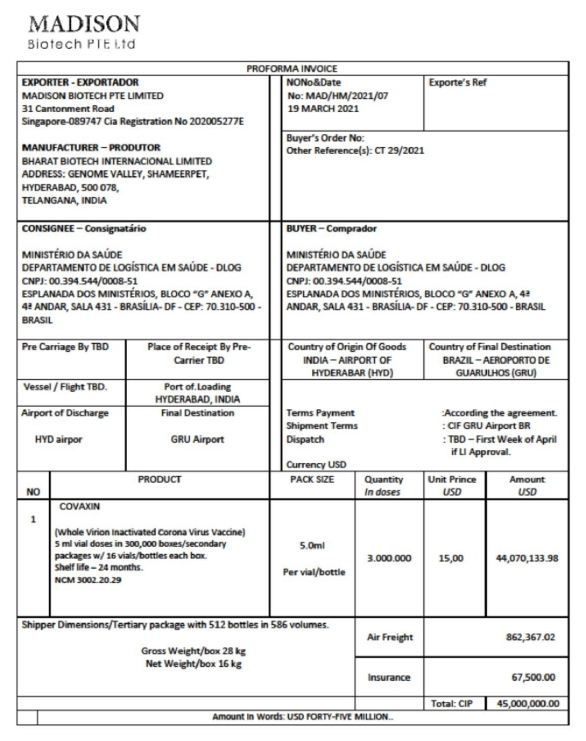 MADISON
Biotech PTE Ltd
PROFORMA INVOICE
EXPORTER - EXPORTADOR
MADISON BIOTECH PTE LIMITED
31 Cantonment Road
Singapore-089747 Cia Registration No 202005277E
MANUFACTURER – PRODUTOR
BHARAT BIOTECH INTERNACIONAL LIMITED
ADDRESS: GENOME VALLEY, SHAMEERPET,
HYDERABAD, 500 078,
TELANGANA, INDIA
NONo&Date
No: MAD/HM/2021/07
19 MARCH 2021
Exporte's Ref
Buyer's Order No:
Other Reference(s): CT 29/2021
CONSIGNEE – Consignatário
MINISTÉRIO DA SAÚDE
DEPARTAMENTO DE LOGÍSTICA EM SAÚDE - DLOG
CNPJ: 00.394.544/0008-51
ESPLANADA DOS MINISTÉRIOS, BLOCO "G" ANEXO A,
4ª ANDAR, SALA 431 - BRASÍLIA- DF - CEP: 70.310-500 -
BRASIL
BUYER – Comprador
MINISTÉRIO DA SAÚDE
DEPARTAMENTO DE LOGÍSTICA EM SAÚDE - DLOG
CNPJ: 00.394.544/0008-51
ESPLANADA DOS MINISTÉRIOS, BLOCO "G" ANEXO A, 4ª
ANDAR, SALA 431 - BRASÍLIA- DF - CEP: 70.310-500 - BRASIL
Pre Carriage By TBD
Place of Receipt By Pre-
Carrier TBD
Country of Origin Of Goods
INDIA – AIRPORT OF
HYDERABAR (HYD)
Country of Final Destination
BRAZIL – AEROPORTO DE
GUARULHOS (GRU)
Vessel / Flight TBD.
Port of.Loading
HYDERABAD, INDIA
Airport of Discharge
HYD airpor
Final Destination
GRU Airport
Terms Payment :According the agreement.
Shipment Terms : CIF GRU Airport BR
Dispatch : TBD – First Week of April
if LI Approval.
Currency USD
NO
PRODUCT
PACK SIZE
Quantity
In doses
Unit Prince
USD
Amount
USD
1
COVAXIN
(Whole Virion Inactivated Corona Virus Vaccine)
5 ml vial doses in 300,000 boxes/secondary
packages w/ 16 vials/bottles each box.
Shelf life – 24 months.
NCM 3002.20.29
5.0ml
Per vial/bottle
3.000.000
15,00
44,070,133.98
Shipper Dimensions/Tertiary package with 512 bottles in 586 volumes.
Gross Weight/box 28 kg
Net Weight/box 16 kg
Air Freight
862,367.02
Insurance
67,500.00
Total: CIP
45,000,000.00
Amount In Words: USD FORTY-FIVE MILLION..